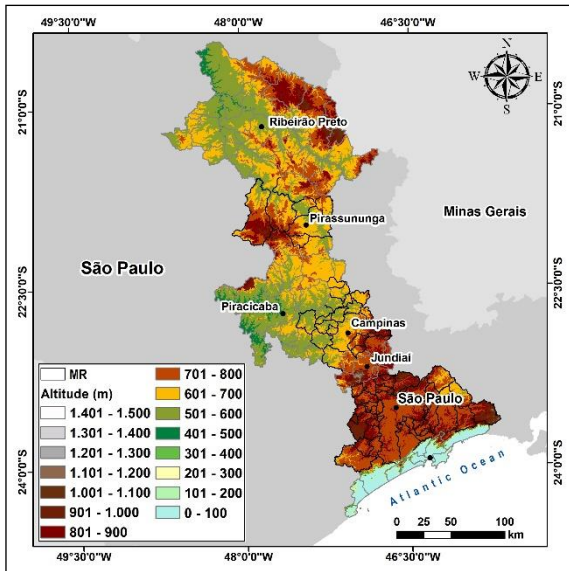 49°30'0"W 48°0'0"W 46°30'0"W
N
W E
S
21°0'0"S 21°0'0"S
Ribeirão Preto
Minas Gerais
Pirassununga
São Paulo
22°30'0"S 22°30'0"S
Piracicaba
Campinas
Jundiaí
São Paulo
MR
Altitude (m)
1.401 - 1.500
1.301 - 1.400
1.201 - 1.300
1.101 - 1.200
1.001 - 1.100
901 - 1.000
801 - 900
701 - 800
601 - 700
501 - 600
401 - 500
301 - 400
201 - 300
101 - 200
0 - 100
24°0'0"S 24°0'0"S
Atlantic Ocean
0 25 50 100
km
49°30'0"W 48°0'0"W 46°30'0"W